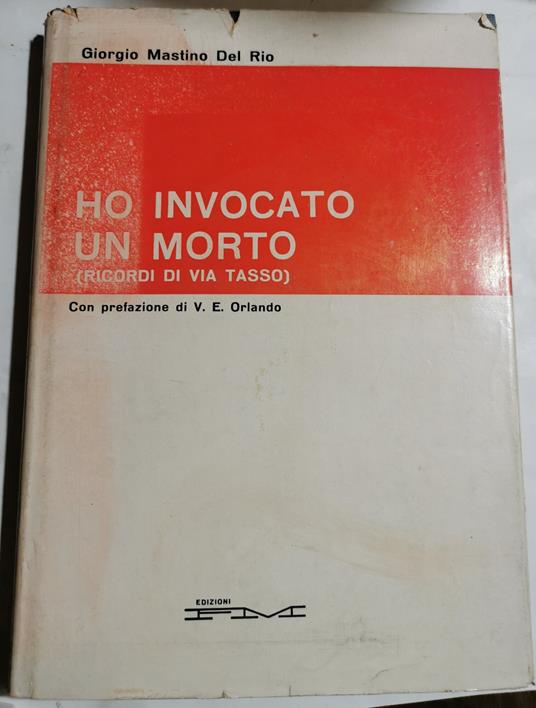 Giorgio Mastino Del Rio
HO INVOCATO
UN MORTO
(RICORDI DI VIA TASSO)
Con prefazione di V. E. Orlando
EDIZIONI
FM